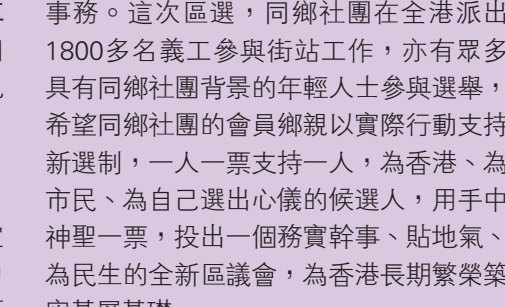 事務。這次區選，同鄉社團在全港派出
1800多名義工參與街站工作，亦有眾多
具有同鄉社團背景的年輕人士參與選舉，
希望同鄉社團的會員鄉親以實際行動支持
新選制，一人一票支持一人，為香港、為
市民、為自己選出心儀的候選人，用手中
神聖一票，投出一個務實幹事、貼地氣、
為民生的全新區議會，為香港長期繁榮築
牢基層基礎